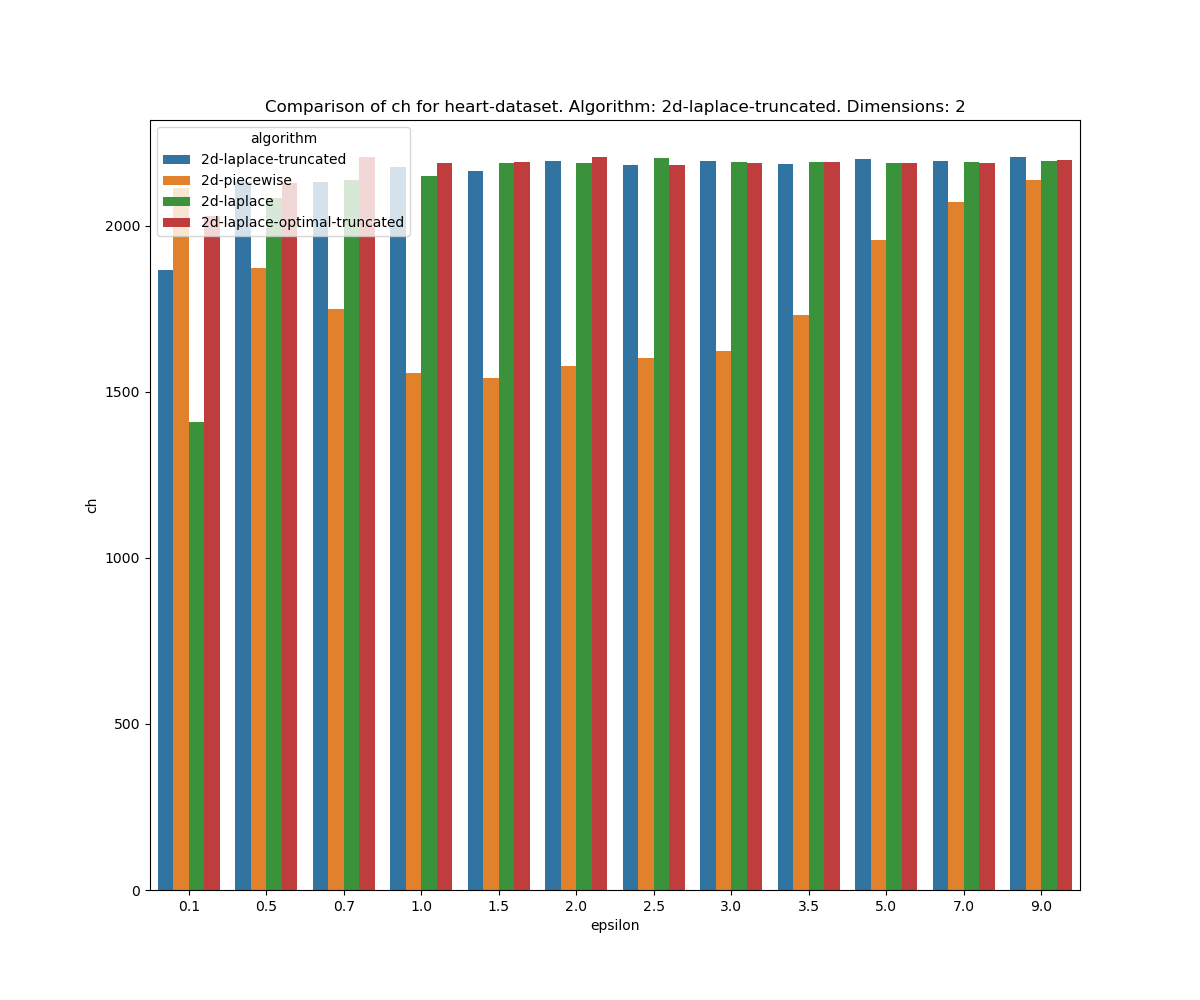 Comparison of ch for heart-dataset. Algorithm: 2d-laplace-truncated. Dimensions: 2
algorithm
2d-laplace-truncated
2d-piecewise
2d-laplace
2d-laplace-optimal-truncated
2000
1500
1000
500
0
ch
0.1 0.5 0.7 1.0 1.5 2.0 2.5 3.0 3.5 5.0 7.0 9.0
epsilon